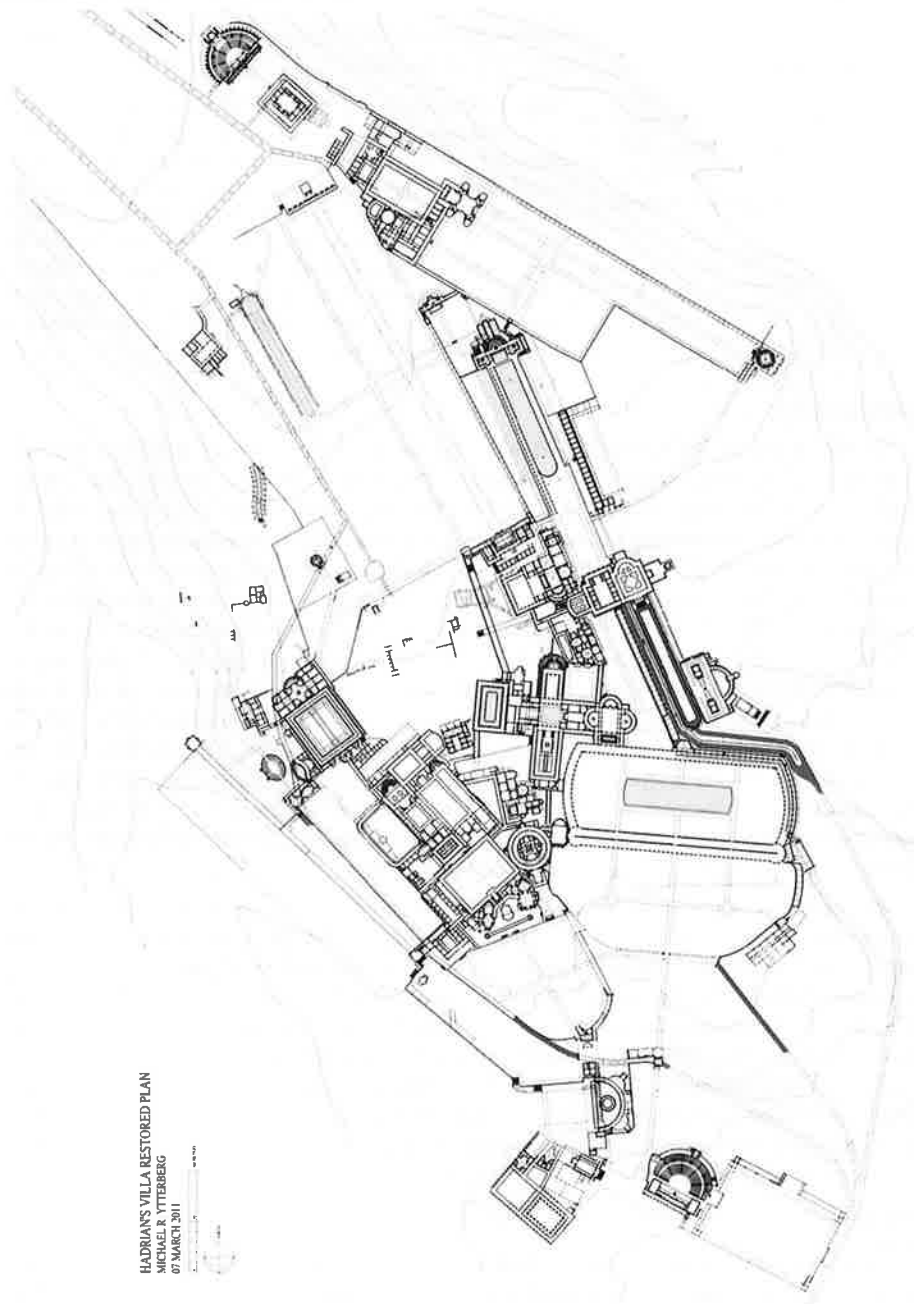 HADRIAN'S VILLA RESTORED PLAN
MICHAEL R. YTTERBERG
07 MARCH 2011